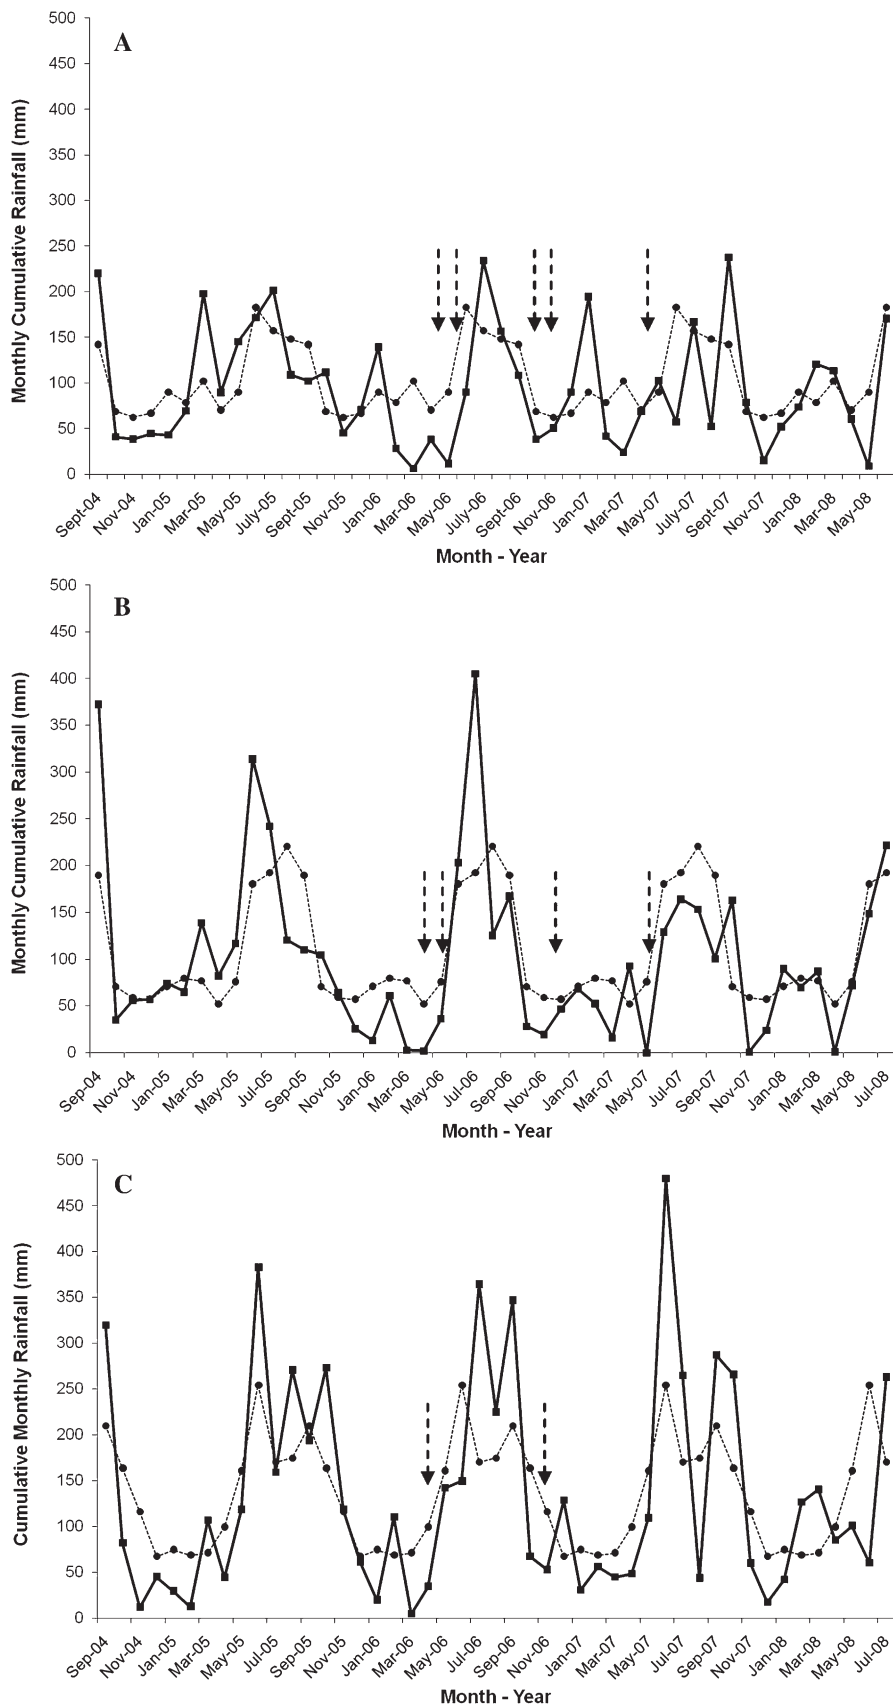 A
Monthly Cumulative Rainfall (mm)
500
450
400
350
300
250
200
150
100
50
0
Sept-04 Nov-04 Jan-05 Mar-05 May-05 July-05 Sept-05 Nov-05 Jan-06 Mar-06 May-06 July-06 Sept-06 Nov-06 Jan-07 Mar-07 May-07 July-07 Sept-07 Nov-07 Jan-08 Mar-08 May-08
Month - Year
B
Monthly Cumulative Rainfall (mm)
500
450
400
350
300
250
200
150
100
50
0
Sep-04 Nov-04 Jan-05 Mar-05 May-05 Jul-05 Sep-05 Nov-05 Jan-06 Mar-06 May-06 Jul-06 Sep-06 Nov-06 Jan-07 Mar-07 May-07 Jul-07 Sep-07 Nov-07 Jan-08 Mar-08 May-08 Jul-08
Month - Year
C
Cumulative Monthly Rainfall (mm)
500
450
400
350
300
250
200
150
100
50
0
Sep-04 Nov-04 Jan-05 Mar-05 May-05 Jul-05 Sep-05 Nov-05 Jan-06 Mar-06 May-06 Jul-06 Sep-06 Nov-06 Jan-07 Mar-07 May-07 Jul-07 Sep-07 Nov-07 Jan-08 Mar-08 May-08 Jul-08
Month - Year